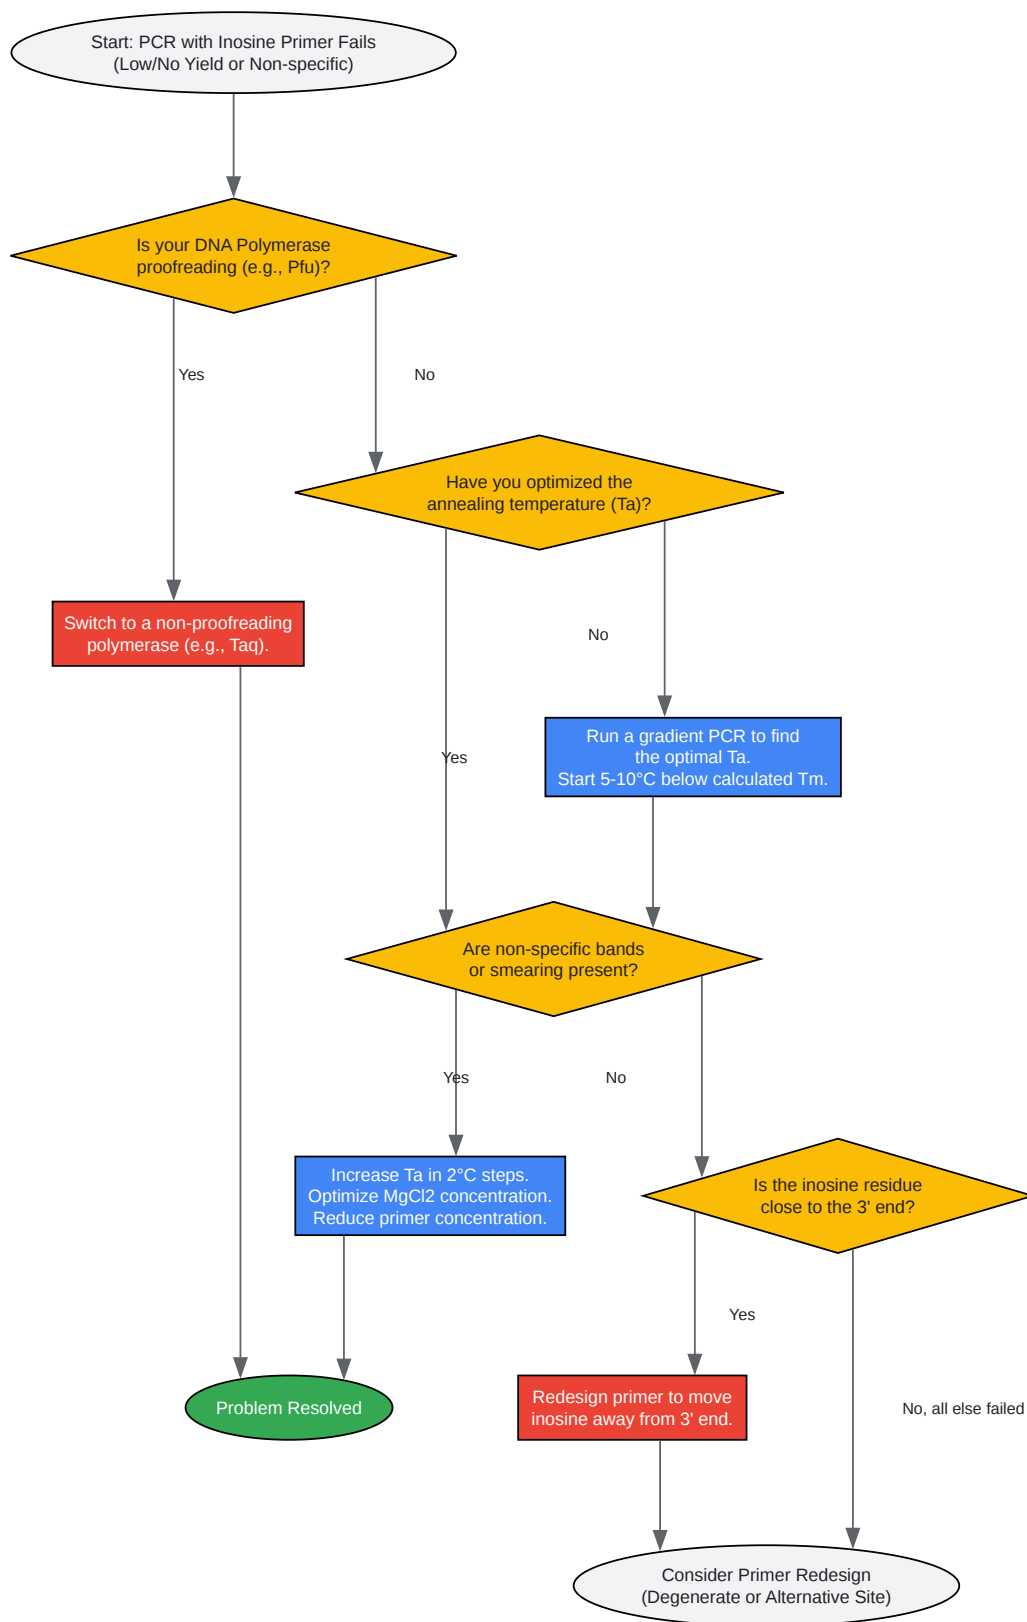 Start: PCR with Inosine Primer Fails
(Low/No Yield or Non-specific)
Is your DNA Polymerase
proofreading (e.g., Pfu)?
Yes
No
Have you optimized the
annealing temperature (Ta)?
Switch to a non-proofreading
polymerase (e.g., Taq).
No
Run a gradient PCR to find
the optimal Ta.
Start 5-10°C below calculated Tm.
Yes
Are non-specific bands
or smearing present?
Yes
No
Increase Ta in 2°C steps.
Optimize MgCl2 concentration.
Reduce primer concentration.
Is the inosine residue
close to the 3' end?
Yes
Problem Resolved
Redesign primer to move
inosine away from 3' end.
No, all else failed
Consider Primer Redesign
(Degenerate or Alternative Site)